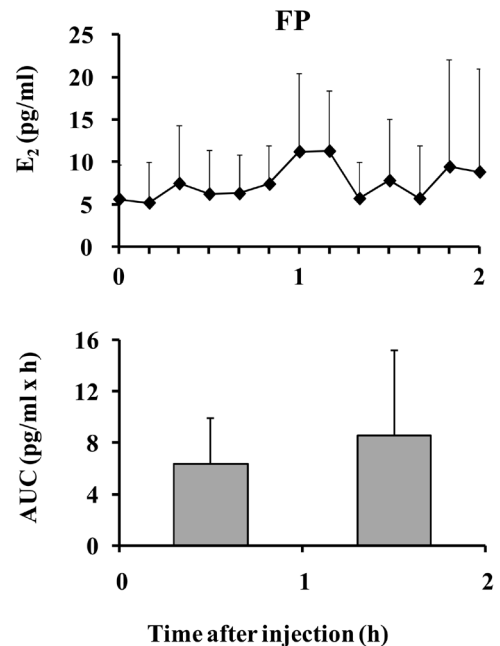 FP
E₂ (pg/ml)
25
20
15
10
5
0
0 1 2
AUC (pg/ml x h)
16
12
8
4
0
0 1 2
Time after injection (h)